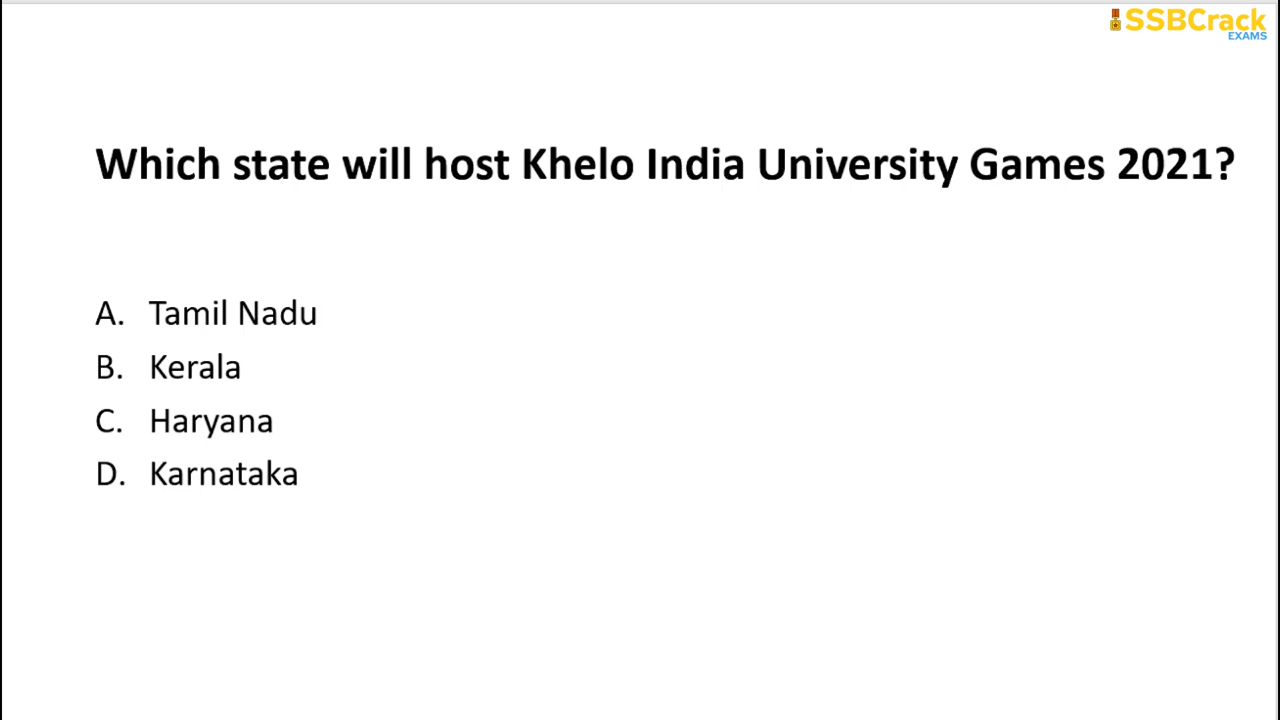 SSBCrack
EXAMS
Which state will host Khelo India University Games 2021?
A. Tamil Nadu
B. Kerala
C. Haryana
D. Karnataka